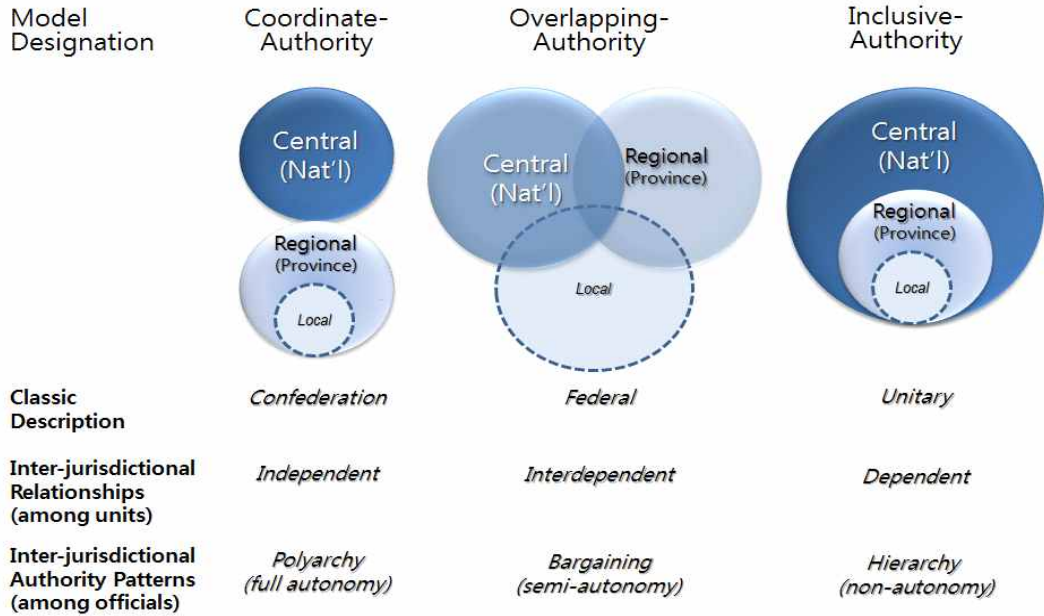 Model
Designation
Coordinate-
Authority
Overlapping-
Authority
Inclusive-
Authority
Central
(Nat'l)
Regional
(Province)
Local
Central
(Nat'l)
Regional
(Province)
Local
Central
(Nat'l)
Regional
(Province)
Local
Classic
Description
Confederation
Federal
Unitary
Inter-jurisdictional
Relationships
(among units)
Independent
Interdependent
Dependent
Inter-jurisdictional
Authority Patterns
(among officials)
Polyarchy
(full autonomy)
Bargaining
(semi-autonomy)
Hierarchy
(non-autonomy)